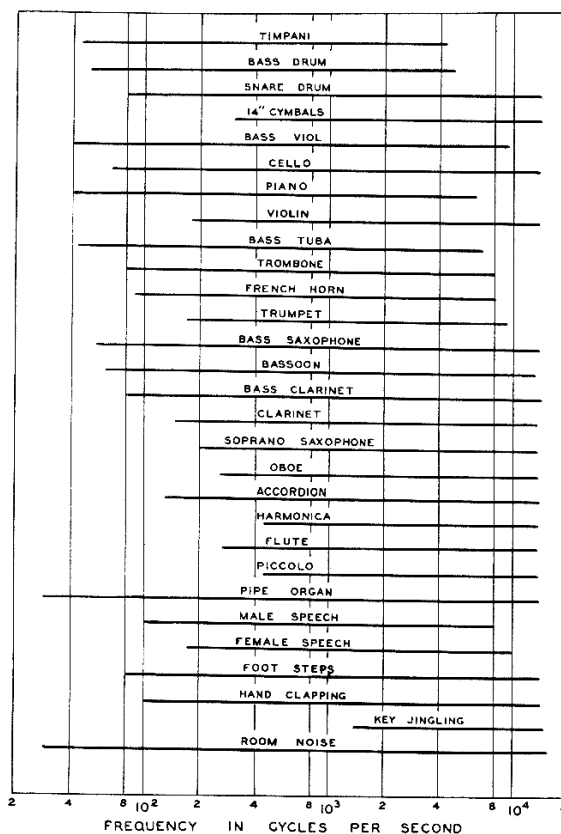 TIMPANI
BASS DRUM
SNARE DRUM
14" CYMBALS
BASS VIOL
CELLO
PIANO
VIOLIN
BASS TUBA
TROMBONE
FRENCH HORN
TRUMPET
BASS SAXOPHONE
BASSOON
BASS CLARINET
CLARINET
SOPRANO SAXOPHONE
OBOE
ACCORDION
HARMONICA
FLUTE
PICCOLO
PIPE ORGAN
MALE SPEECH
FEMALE SPEECH
FOOT STEPS
HAND CLAPPING
KEY JINGLING
ROOM NOISE
2 4 8 10² 2 4 8 10³ 2 4 8 10⁴ 2
FREQUENCY IN CYCLES PER SECOND